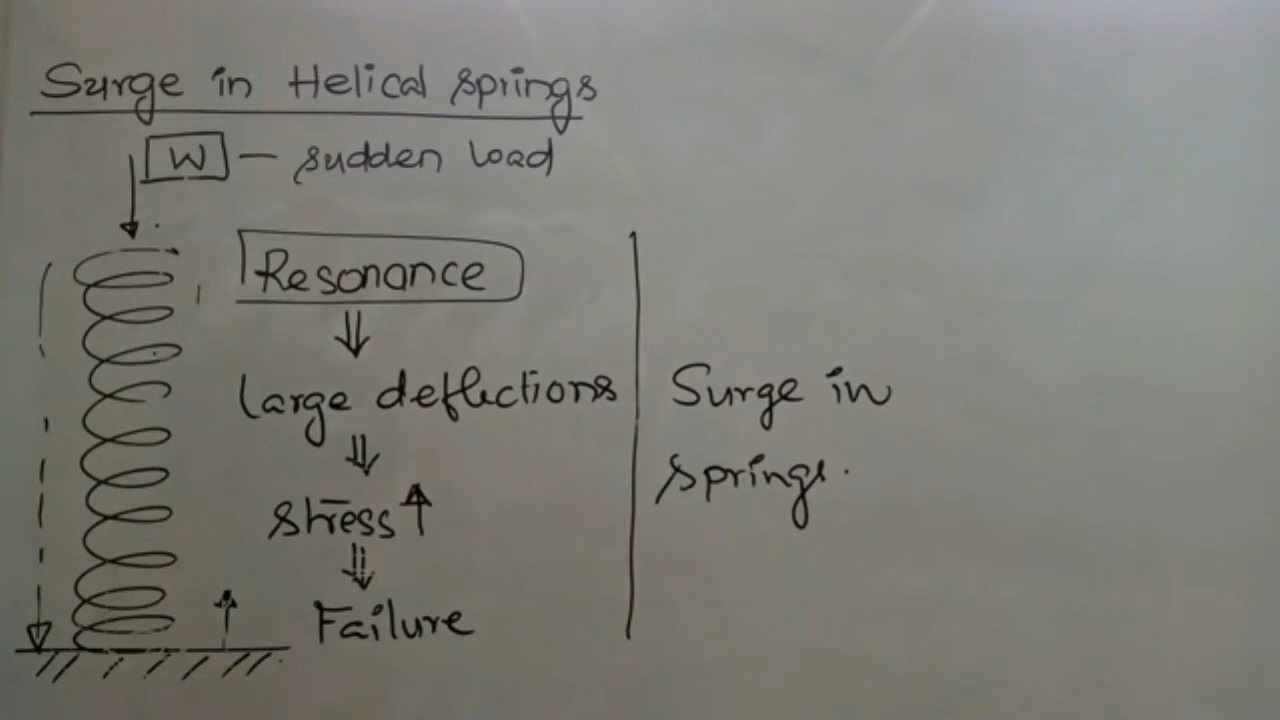 Surge in Helical springs
W — sudden load
Resonance
⇓
large deflections
⇓
stress ↑
⇓
Failure
Surge in
springs.